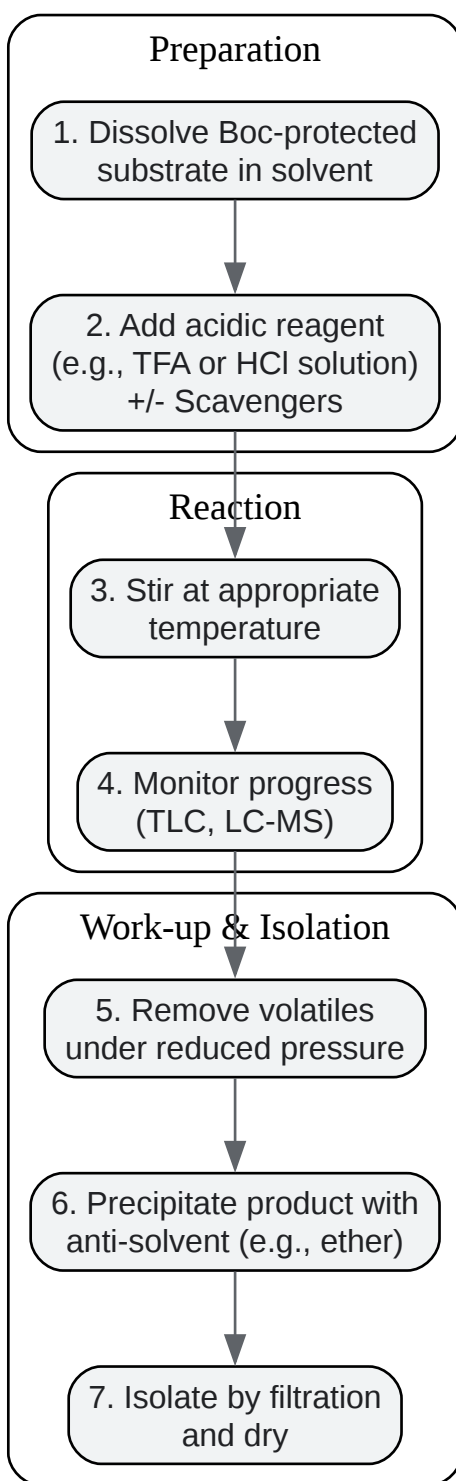 Preparation
1. Dissolve Boc-protected
substrate in solvent
2. Add acidic reagent
(e.g., TFA or HCl solution)
+/- Scavengers
Reaction
3. Stir at appropriate
temperature
4. Monitor progress
(TLC, LC-MS)
Work-up & Isolation
5. Remove volatiles
under reduced pressure
6. Precipitate product with
anti-solvent (e.g., ether)
7. Isolate by filtration
and dry